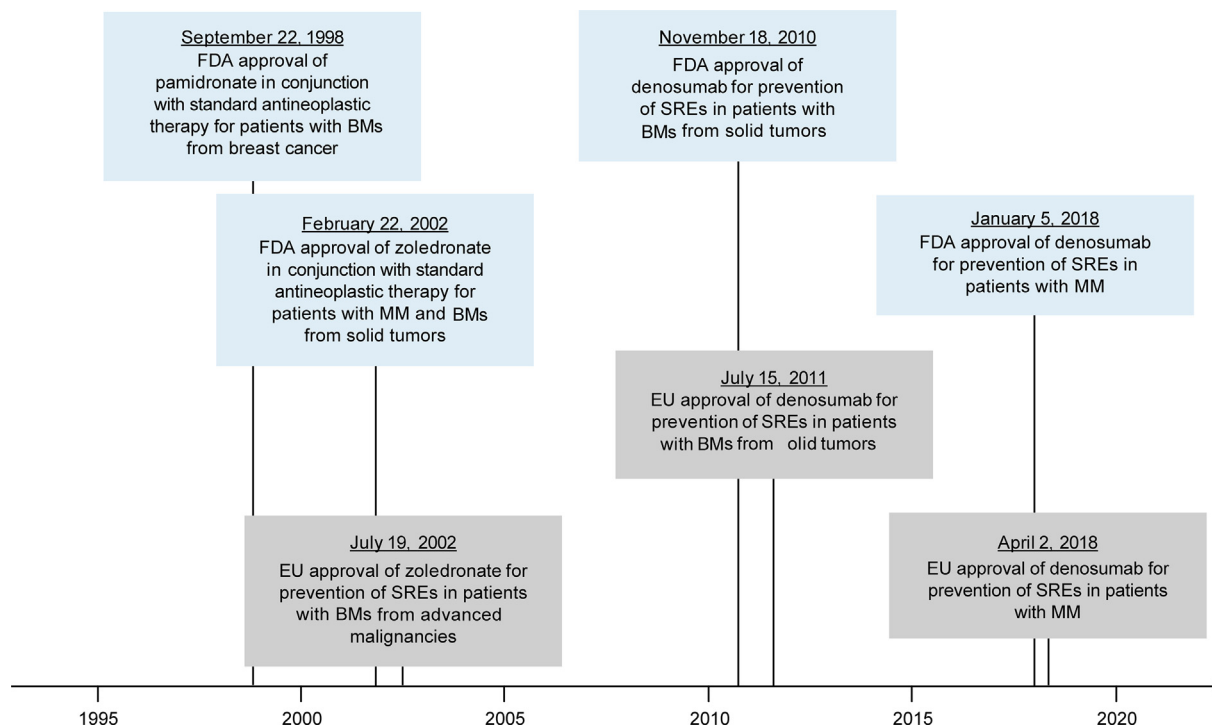 September 22, 1998
FDA approval of
pamidronate in conjunction
with standard antineoplastic
therapy for patients with BMs
from breast cancer
February 22, 2002
FDA approval of zoledronate
in conjunction with standard
antineoplastic therapy for
patients with MM and BMs
from solid tumors
July 19, 2002
EU approval of zoledronate for
prevention of SREs in patients
with BMs from advanced
malignancies
November 18, 2010
FDA approval of
denosumab for prevention
of SREs in patients with
BMs from solid tumors
July 15, 2011
EU approval of denosumab for
prevention of SREs in patients
with BMs from olid tumors
January 5, 2018
FDA approval of denosumab
for prevention of SREs in
patients with MM
April 2, 2018
EU approval of denosumab for
prevention of SREs in patients
with MM
1995 2000 2005 2010 2015 2020